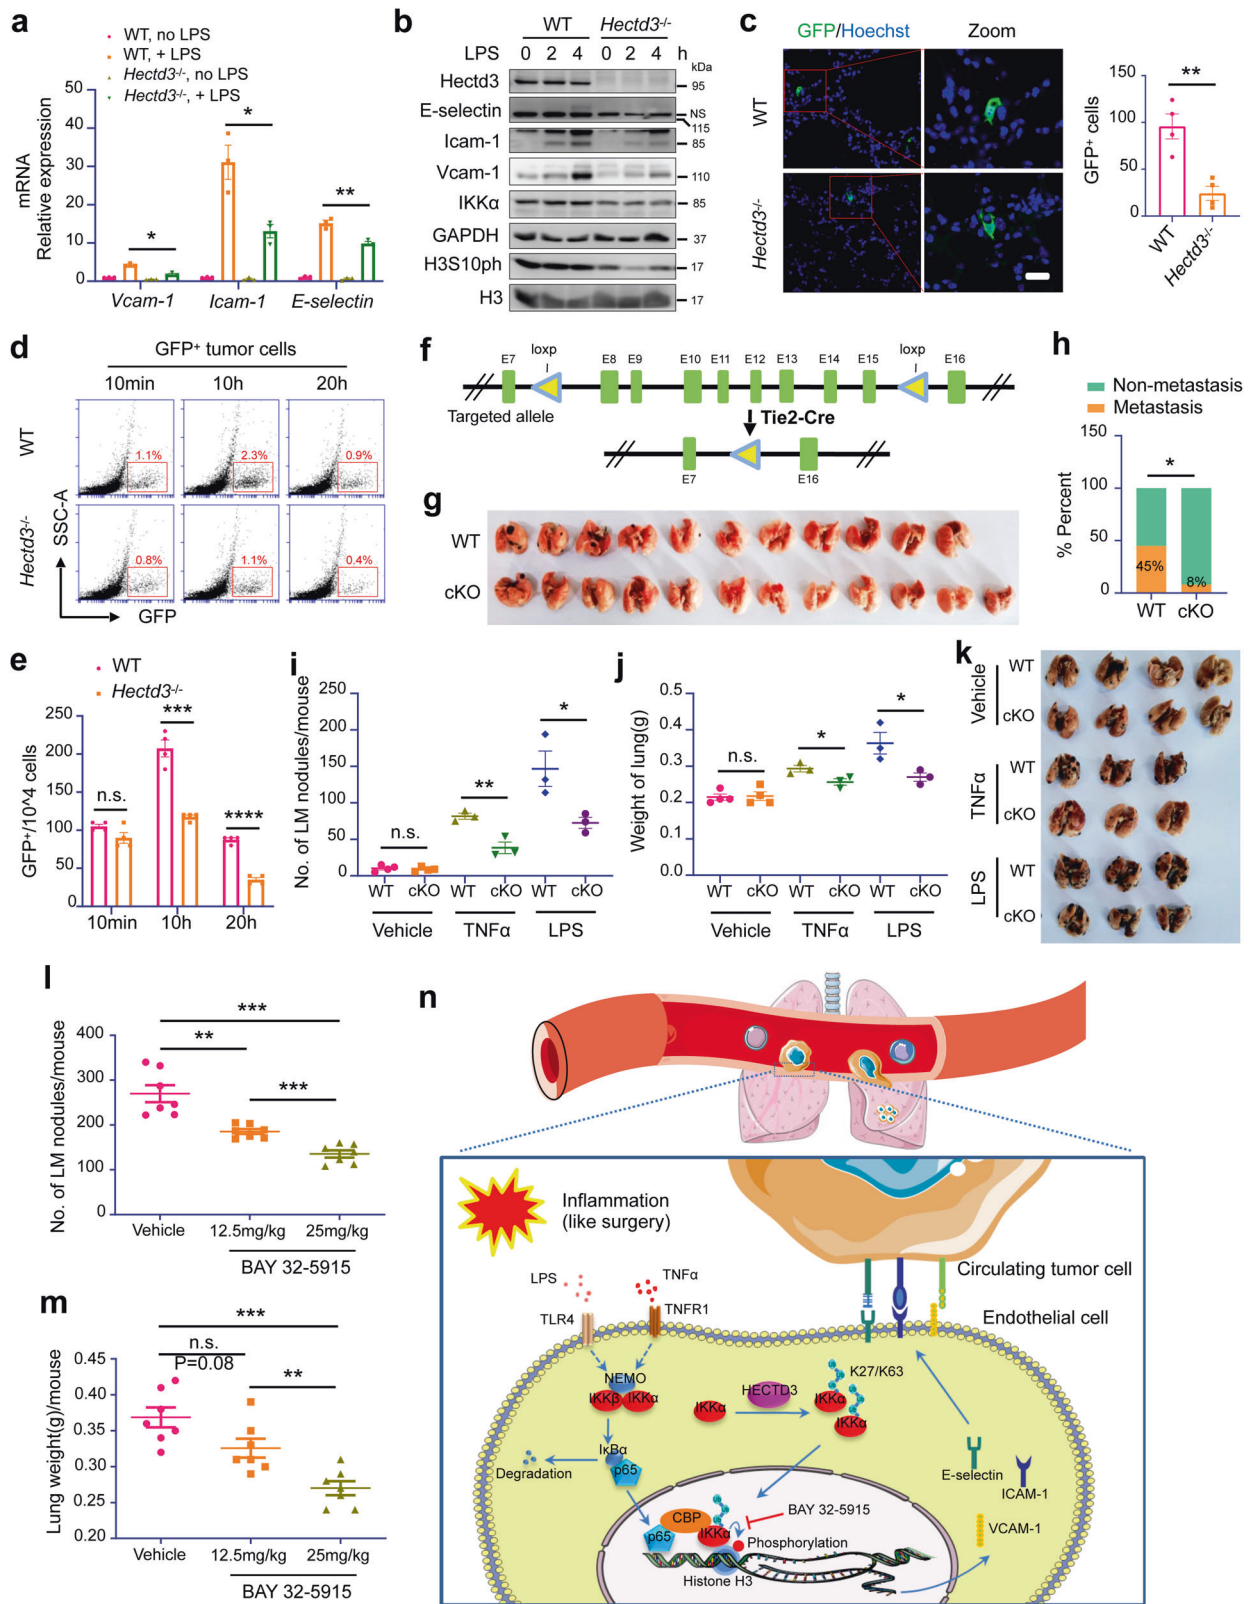 a
WT, no LPS
WT, + LPS
Hectd3-/-, no LPS
Hectd3-/-, + LPS
mRNA
Relative expression
50
40
30
20
10
0
*
*
**
Vcam-1 Icam-1 E-selectin
b
WT Hectd3-/-
LPS 0 2 4 0 2 4 h
kDa
Hectd3 95
E-selectin NS
115
Icam-1 85
Vcam-1 110
IKKα 85
GAPDH 37
H3S10ph 17
H3 17
c
GFP/Hoechst Zoom
WT
Hectd3-/-
GFP+ cells
150
100
50
0
**
WT
Hectd3-/-
d
GFP+ tumor cells
10min 10h 20h
WT
1.1% 2.3% 0.9%
Hectd3-/-
0.8% 1.1% 0.4%
SSC-A
GFP
e
WT
Hectd3-/-
GFP+/10^4 cells
250
200
150
100
50
0
n.s.
***
****
10min 10h 20h
f
E7 loxp E8 E9 E10 E11 E12 E13 E14 E15 loxp E16
Targeted allele
Tie2-Cre
E7 E16
g
WT
cKO
h
Non-metastasis
Metastasis
% Percent
150
100
50
0
*
45% 8%
WT cKO
i
No. of LM nodes/mouse
250
200
150
100
50
0
n.s.
**
*
WT cKO WT cKO WT cKO
Vehicle TNFα LPS
j
Weight of lung(g)
0.5
0.4
0.3
0.2
0.1
0.0
n.s.
*
*
WT cKO WT cKO WT cKO
Vehicle TNFα LPS
k
Vehicle
WT
cKO
TNFα
WT
cKO
LPS
WT
cKO
l
No. of LM nodules/mouse
400
300
200
100
0
***
**
***
Vehicle 12.5mg/kg 25mg/kg
BAY 32-5915
m
Lung weight(g)/mouse
0.45
0.40
0.35
0.30
0.25
0.20
***
n.s.
P=0.08
**
Vehicle 12.5mg/kg 25mg/kg
BAY 32-5915
n
Inflammation
(like surgery)
LPS
TNFα
TLR4
TNFR1
Circulating tumor cell
Endothelial cell
NEMO
IKKβ IKKα
IKKα
HECTD3
K27/K63
IKKα
IKKα
IκBα
p65
Degradation
E-selectin
ICAM-1
VCAM-1
p65
CBP
IKKα
BAY 32-5915
Phosphorylation
Histone H3